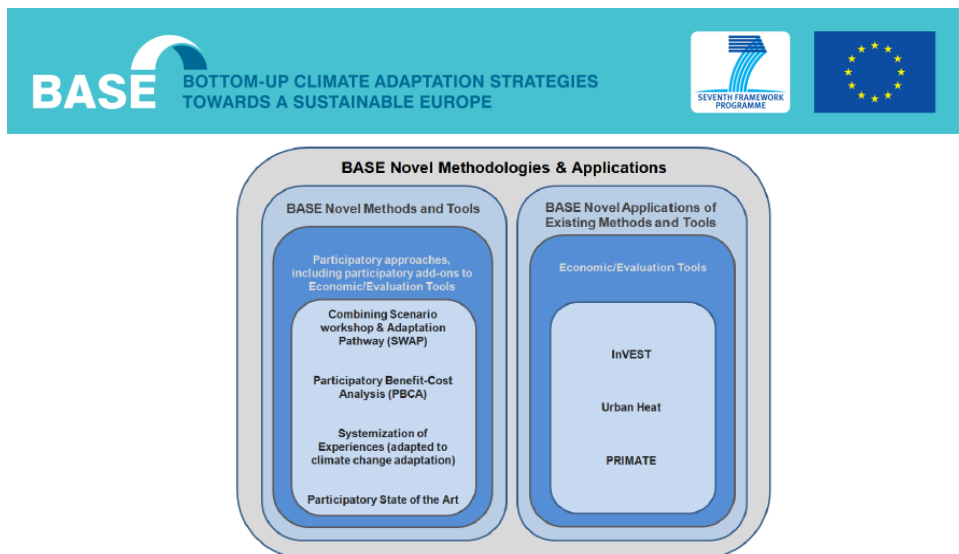 BASE
BOTTOM-UP CLIMATE ADAPTATION STRATEGIES
TOWARDS A SUSTAINABLE EUROPE
7
SEVENTH FRAMEWORK
PROGRAMME
BASE Novel Methodologies & Applications
BASE Novel Methods and Tools
Participatory approaches,
including participatory add-ons to
Economic/Evaluation Tools
Combining Scenario
workshop & Adaptation
Pathway (SWAP)
Participatory Benefit-Cost
Analysis (PBCA)
Systemization of
Experiences (adapted to
climate change adaptation)
Participatory State of the Art
BASE Novel Applications of
Existing Methods and Tools
Economic/Evaluation Tools
InVEST
Urban Heat
PRIMATE